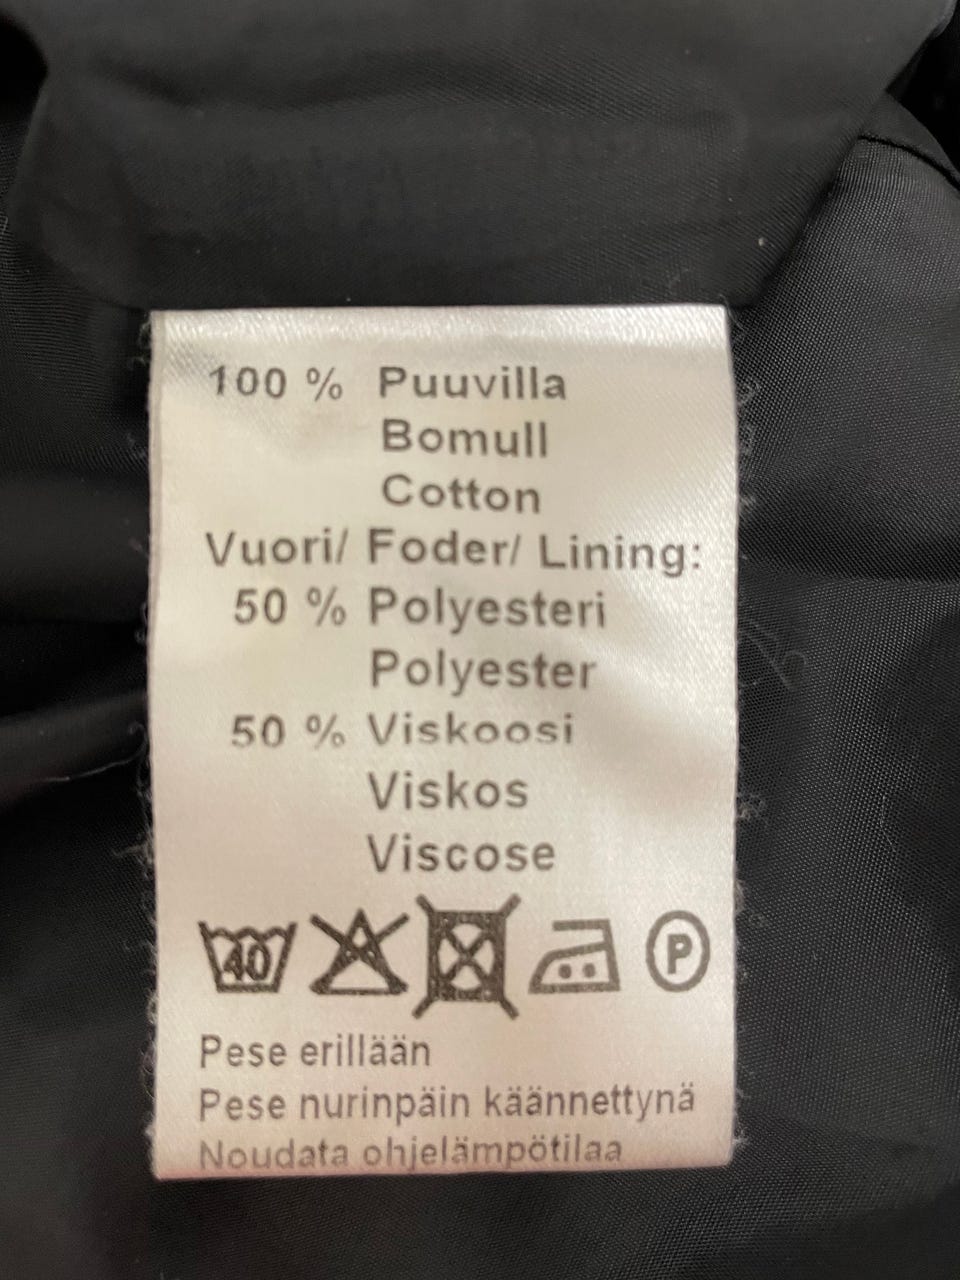 100 % Puuvilla
Bomull
Cotton
Vuori/ Foder/ Lining:
50 % Polyesteri
Polyester
50 % Viskoosi
Viskos
Viscose
40 P
Pese erillään
Pese nurinpäin käännettynä
Noudata ohjelämpötilaa